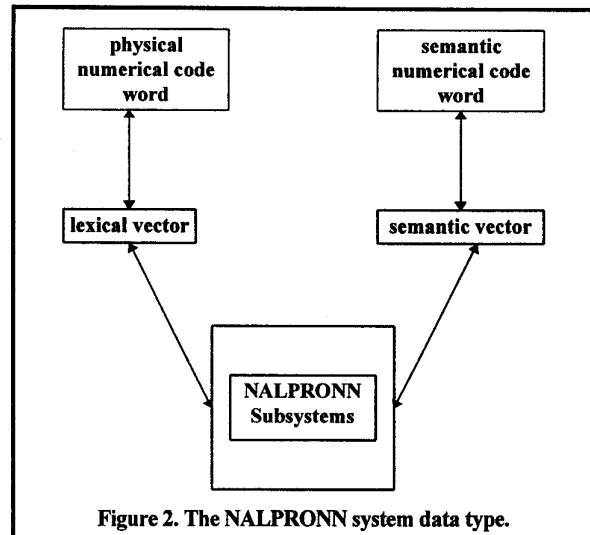 physical
numerical code
word
semantic
numerical code
word
lexical vector
semantic vector
NALPRONN
Subsystems
Figure 2. The NALPRONN system data type.